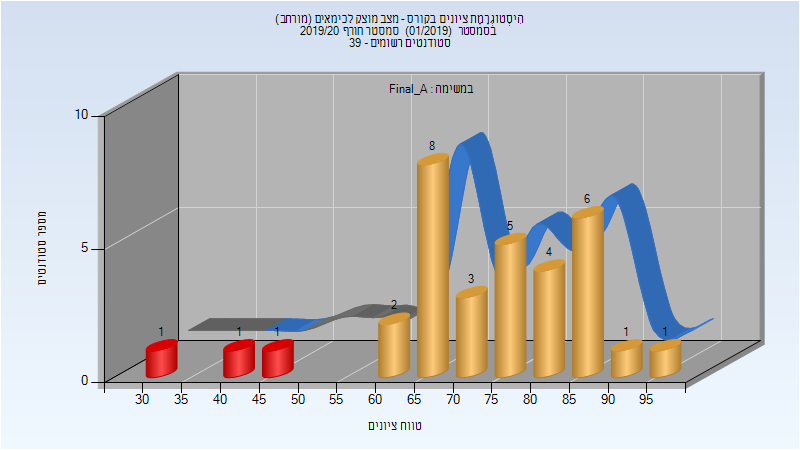 הִיסְטוֹגְרָמַת ציונים בקורס - מצב מוצק לכימאים (מורחב)
בסמסטר (01/2019) סמסטר חורף 2019/20
סטודנטים רשומים - 39
במשימה : Final_A
מספר סטודנטים
10
5
0
1
1
1
2
8
3
5
4
6
1
1
30 35 40 45 50 55 60 65 70 75 80 85 90 95
טווח ציונים